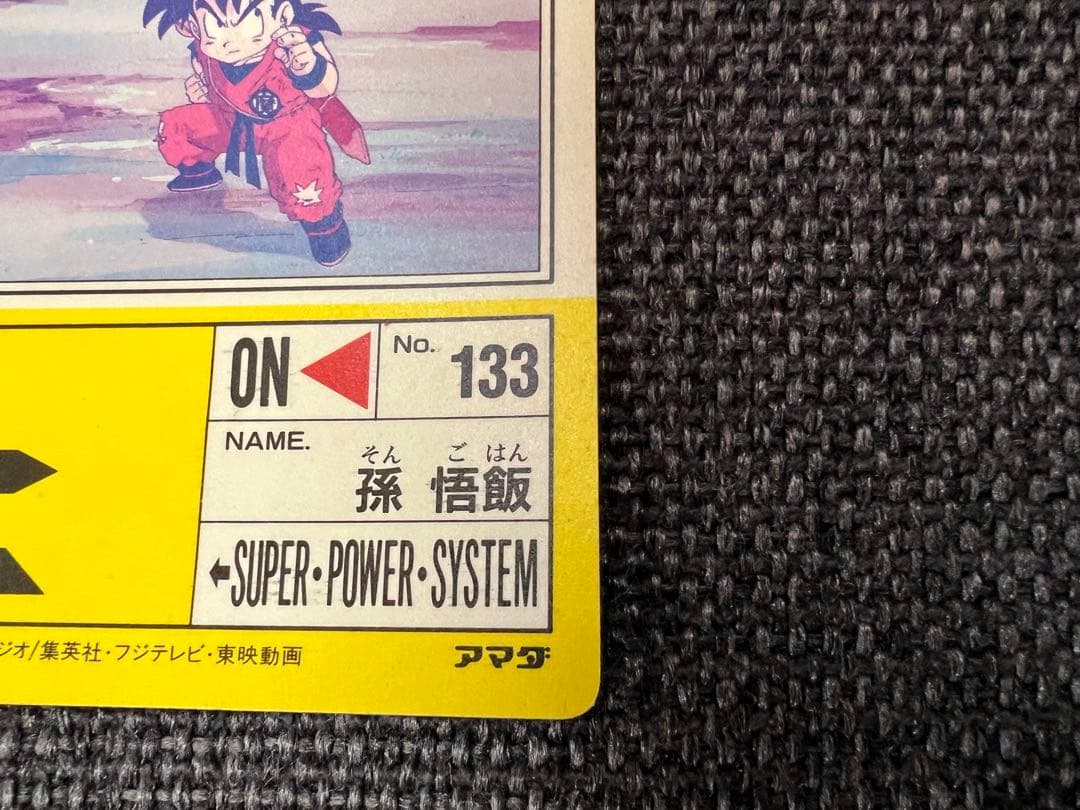 ON
No. 133
NAME.
そん ご はん
孫 悟飯
←SUPER・POWER・SYSTEM
ジオ/集英社・フジテレビ・東映動画
アマダ